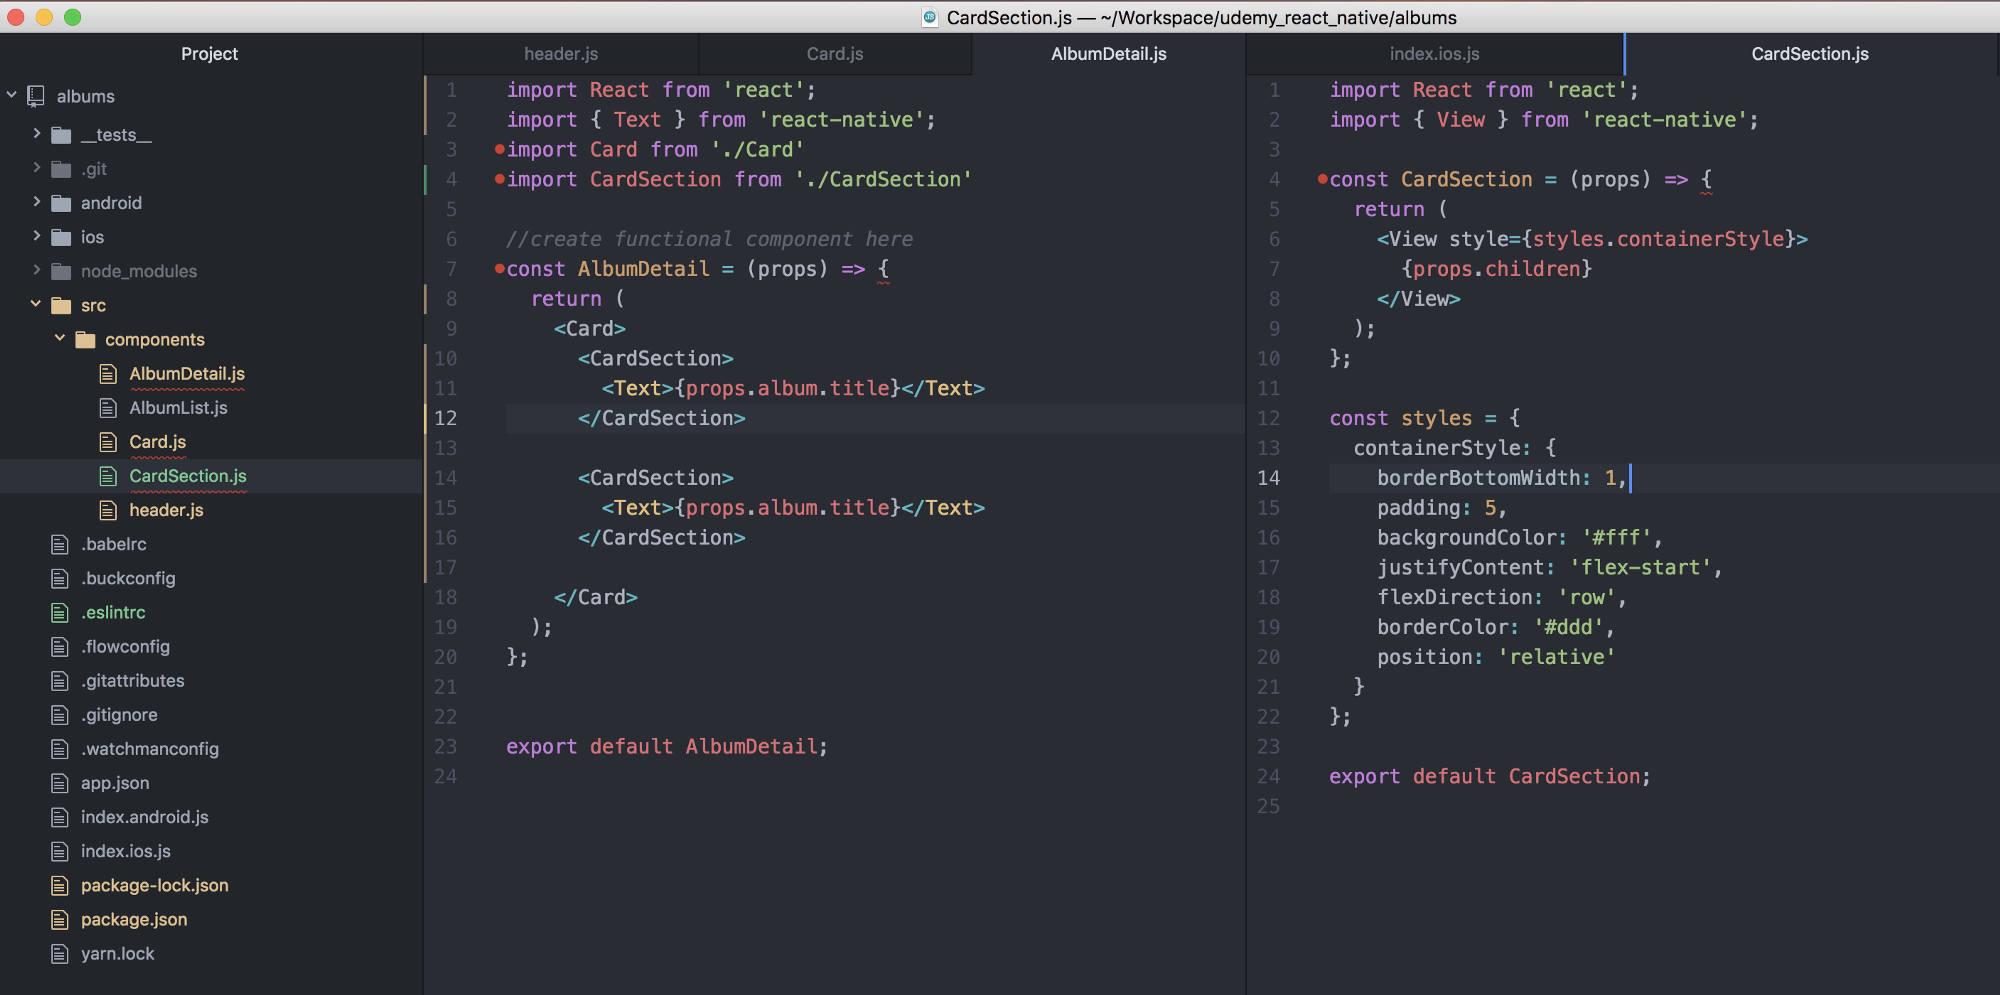 CardSection.js — ~/Workspace/udemy_react_native/albums
Project
albums
__tests__
.git
android
ios
node_modules
src
components
AlbumDetail.js
AlbumList.js
Card.js
CardSection.js
header.js
.babelrc
.buckconfig
.eslintrc
.flowconfig
.gitattributes
.gitignore
.watchmanconfig
app.json
index.android.js
index.ios.js
package-lock.json
package.json
yarn.lock
header.js Card.js AlbumDetail.js
1 import React from 'react';
2 import { Text } from 'react-native';
3 import Card from './Card'
4 import CardSection from './CardSection'
5
6 //create functional component here
7 const AlbumDetail = (props) => {
8 return (
9 <Card>
10 <CardSection>
11 <Text>{props.album.title}</Text>
12 </CardSection>
13
14 <CardSection>
15 <Text>{props.album.title}</Text>
16 </CardSection>
17
18 </Card>
19 );
20 };
21
22
23 export default AlbumDetail;
24
index.ios.js CardSection.js
1 import React from 'react';
2 import { View } from 'react-native';
3
4 const CardSection = (props) => {
5 return (
6 <View style={styles.containerStyle}>
7 {props.children}
8 </View>
9 );
10 };
11
12 const styles = {
13 containerStyle: {
14 borderBottomWidth: 1,
15 padding: 5,
16 backgroundColor: '#fff',
17 justifyContent: 'flex-start',
18 flexDirection: 'row',
19 borderColor: '#ddd',
20 position: 'relative'
21 }
22 };
23
24 export default CardSection;
25